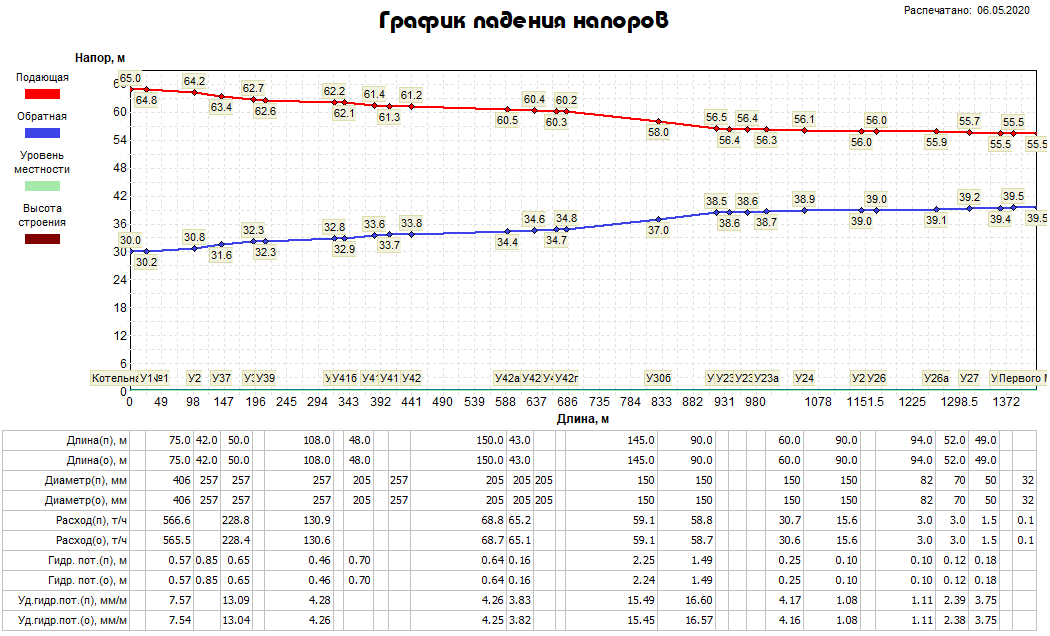 Распечатано: 06.05.2020
График падения напоров
Напор, м
Подающая
Обратная
Уровень
местности
Высота
строения
60
54
48
42
36
30
24
18
12
6
0
65.0 64.2 62.7 62.2 61.4 61.2 60.4 60.2 56.5 56.4 56.1 56.0 55.7 55.5
64.8 63.4 62.6 62.1 61.3 60.5 60.3 58.0 56.4 56.3 56.0 55.9 55.5 55.5
30.0 30.8 32.3 32.8 33.6 33.8 34.6 34.8 38.5 38.6 38.9 39.0 39.2 39.5
30.2 31.6 32.3 32.9 33.7 34.4 34.7 37.0 38.6 38.7 39.0 39.1 39.4 39.5
Котельна У1 №1 У2 У37 У39 У41б У41 У42 У42а У42 У42г У30б У23 У23а У24 У26 У26а У27 Первого
0 49 98 147 196 245 294 343 392 441 490 539 588 637 686 735 784 833 882 931 980 1078 1151.5 1225 1298.5 1372
Длина, м
Длина(п), м 75.0 42.0 50.0 108.0 48.0 150.0 43.0 145.0 90.0 60.0 90.0 94.0 52.0 49.0
Длина(о), м 75.0 42.0 50.0 108.0 48.0 150.0 43.0 145.0 90.0 60.0 90.0 94.0 52.0 49.0
Диаметр(п), мм 406 257 257 257 205 257 205 205 205 150 150 150 150 82 70 50 32
Диаметр(о), мм 406 257 257 257 205 257 205 205 205 150 150 150 150 82 70 50 32
Расход(п), т/ч 566.6 228.8 130.9 68.8 65.2 59.1 58.8 30.7 15.6 3.0 3.0 1.5 0.1
Расход(о), т/ч 565.5 228.4 130.6 68.7 65.1 59.1 58.7 30.6 15.6 3.0 3.0 1.5 0.1
Гидр. пот.(п), м 0.57 0.85 0.65 0.46 0.70 0.64 0.16 2.25 1.49 0.25 0.10 0.10 0.12 0.18
Гидр. пот.(о), м 0.57 0.85 0.65 0.46 0.70 0.64 0.16 2.24 1.49 0.25 0.10 0.10 0.12 0.18
Уд.гидр.пот.(п), мм/м 7.57 13.09 4.28 4.26 3.83 15.49 16.60 4.17 1.08 1.11 2.39 3.75
Уд.гидр.пот.(о), мм/м 7.54 13.04 4.26 4.25 3.82 15.45 16.57 4.16 1.08 1.11 2.38 3.75